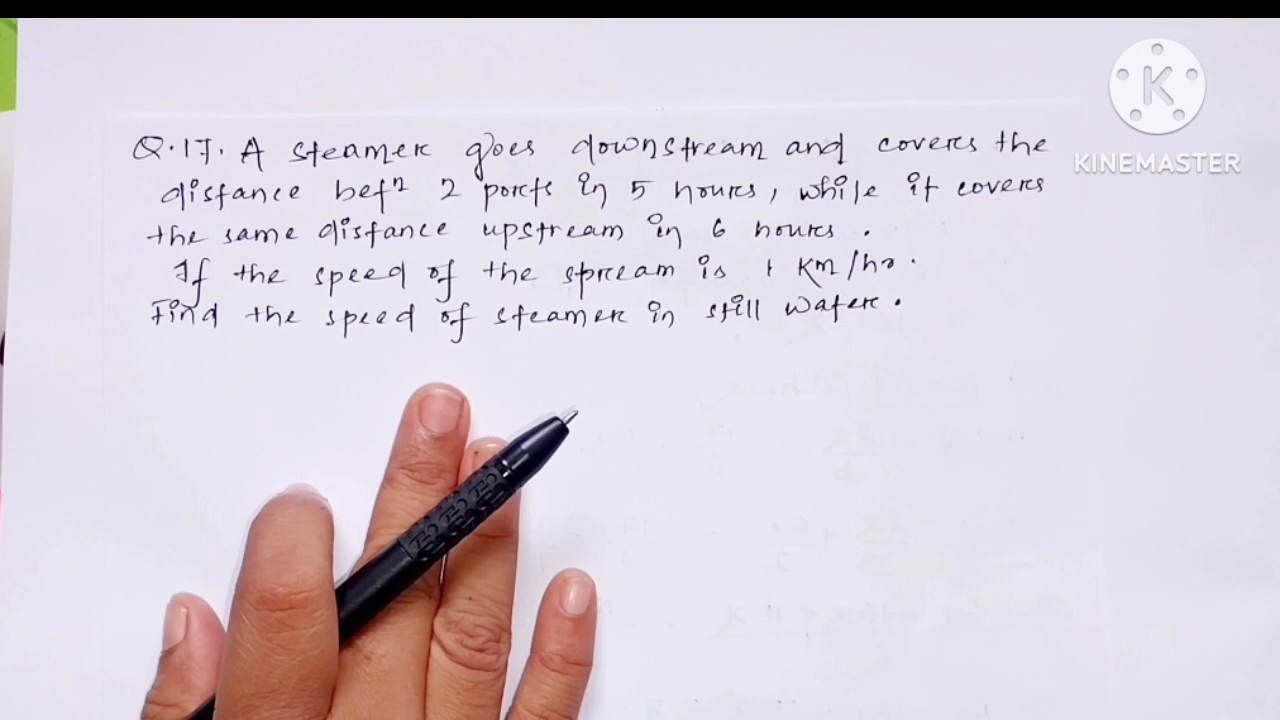 Q.17. A steamer goes downstream and covers the
distance betn 2 ports in 5 hours, while it covers
the same distance upstream in 6 hours.
If the speed of the stream is 1 Km/hr.
Find the speed of steamer in still water.
K
KINEMASTER